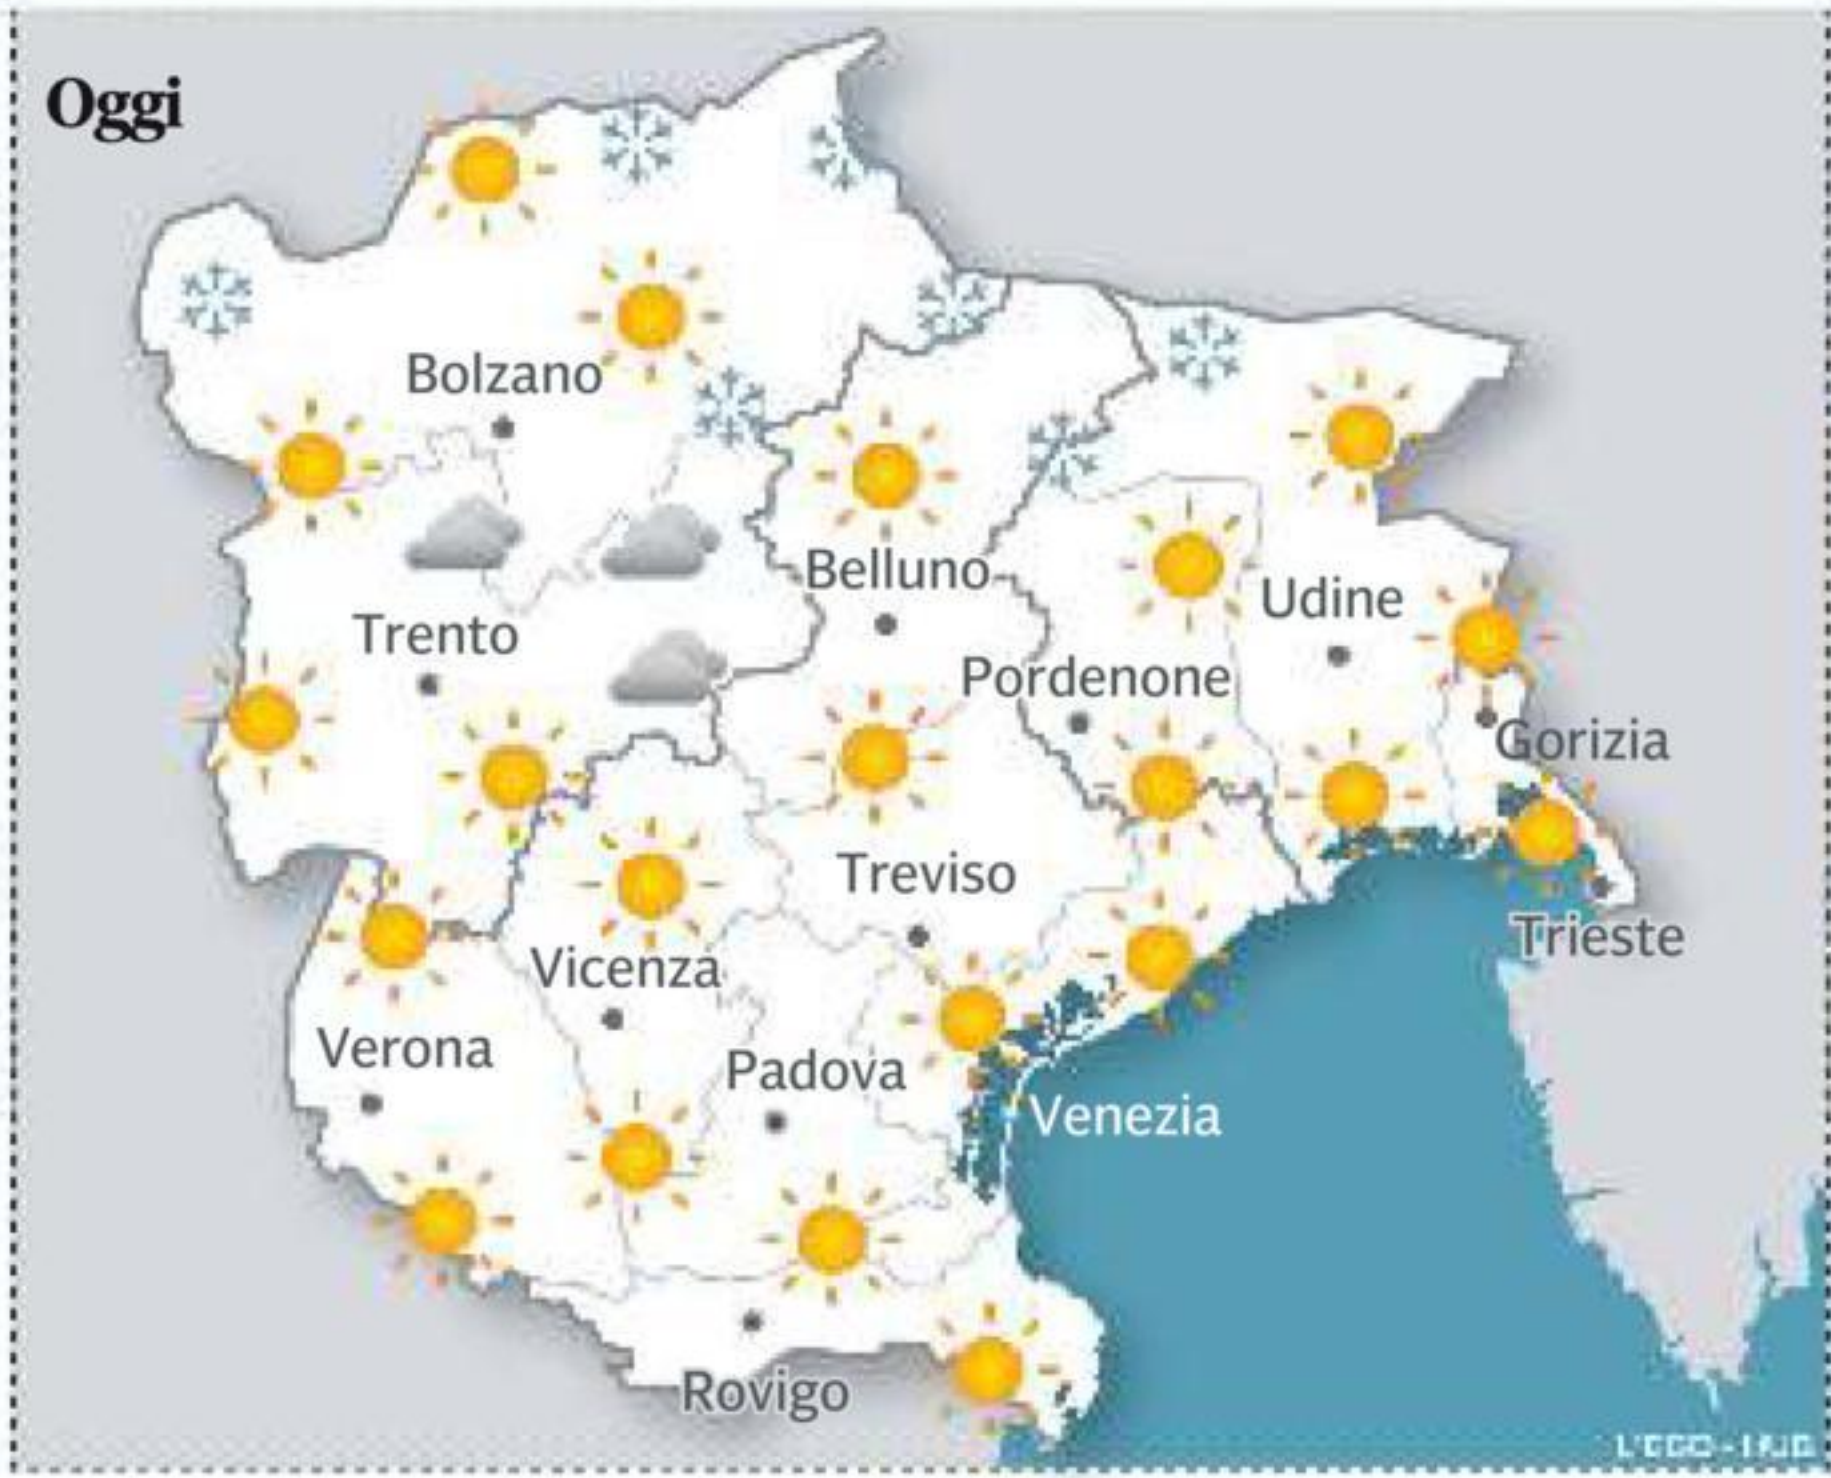 Oggi
Bolzano
Belluno
Udine
Trento
Pordenone
Gorizia
Treviso
Trieste
Vicenza
Verona
Padova
Venezia
Rovigo